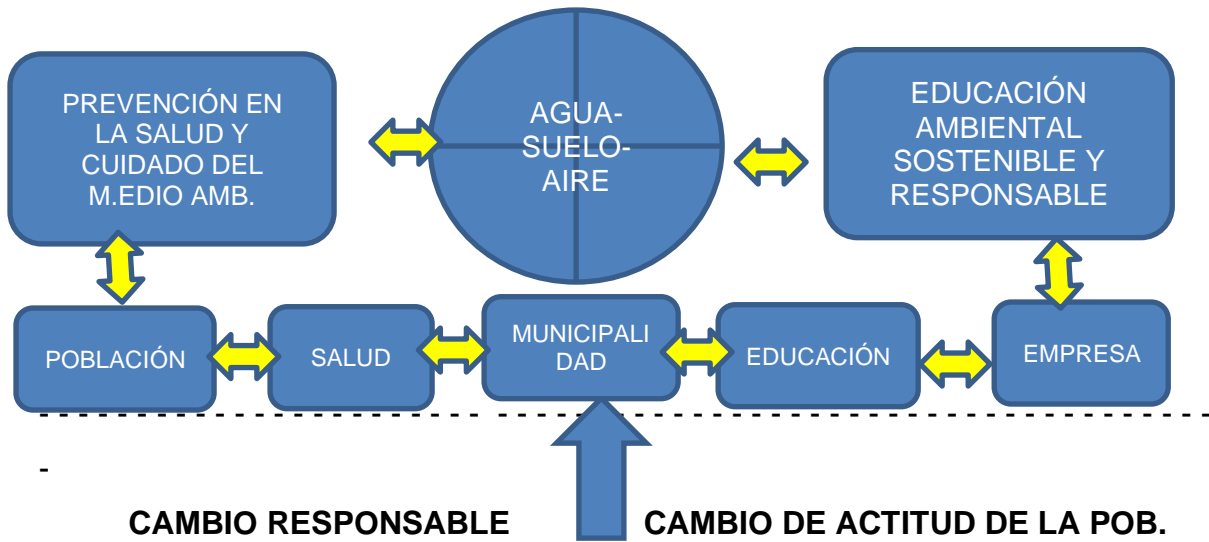 PREVENCIÓN EN
LA SALUD Y
CUIDADO DEL
M.EDIO AMB.
AGUA-
SUELO-
AIRE
EDUCACIÓN
AMBIENTAL
SOSTENIBLE Y
RESPONSABLE
POBLACIÓN
SALUD
MUNICIPALI
DAD
EDUCACIÓN
EMPRESA
-
CAMBIO RESPONSABLE
CAMBIO DE ACTITUD DE LA POB.